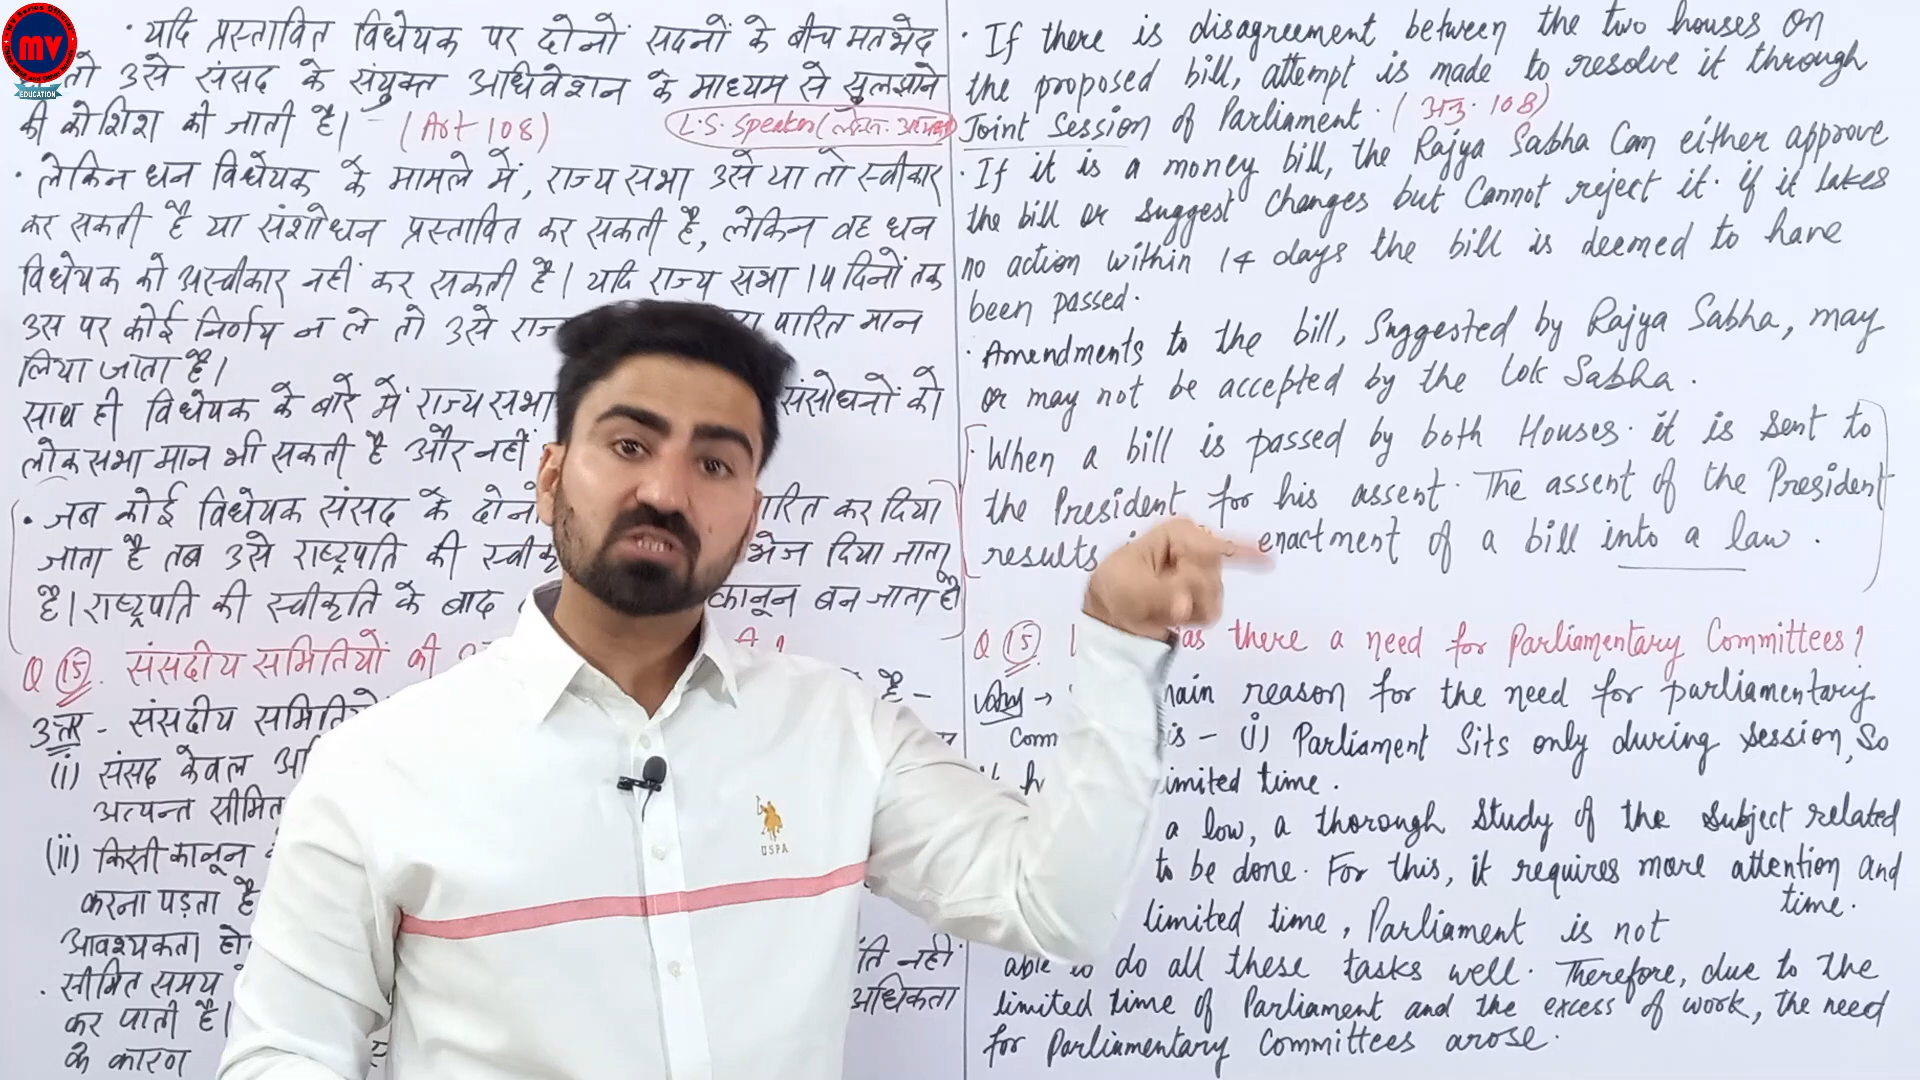 mv
EDUCATION
• यदि प्रस्तावित विधेयक पर दोनों सदनों के बीच मतभेद
तो उसे संसद के संयुक्त अधिवेशन के माध्यम से सुलझाने
की कोशिश की जाती है। - (Art 108) L.S. Speaker
• लेकिन धन विधेयक के मामले में, राज्य सभा उसे या तो स्वीकार
कर सकती है या संशोधन प्रस्तावित कर सकती है, लेकिन वह धन
विधेयक को अस्वीकार नहीं कर सकती है। यदि राज्य सभा 14 दिनों तक
उस पर कोई निर्णय न ले तो उसे पारित मान
लिया जाता है।
साथ ही विधेयक के बारे में राज्य सभा संसोधनों को
लोकसभा मान भी सकती है और नहीं
• जब कोई विधेयक संसद के कर दिया
जाता है तब उसे राष्ट्रपति की भेज दिया जाता
है। राष्ट्रपति की स्वीकृति के बाद कानून बन जाता है
Q 15. संसदीय समितियों की
उत्तर - संसदीय है -
(i) संसद केवल
अत्यन्त सीमित
(ii) किसी कानून
करना पड़ता है
आवश्यकता
. सीमित समय नहीं
कर पाती है। अधिकता
के कारण
• If there is disagreement between the two houses on
the proposed bill, attempt is made to resolve it through
Joint Session of Parliament. (अनु. 108)
• If it is a money bill, the Rajya Sabha Can either approve
the bill or suggest changes but Cannot reject it. if it takes
no action within 14 days the bill is deemed to have
been passed.
• Amendments to the bill, Suggested by Rajya Sabha, may
or may not be accepted by the Lok Sabha.
• When a bill is passed by both Houses. it is sent to
the President for his assent. The assent of the President
results enactment of a bill into a law.
Q 15. was there a need for Parliamentary Committees?
Ans → main reason for the need for parliamentary
is - (i) Parliament Sits only during session, So
limited time.
a low, a thorough study of the subject related
to be done. For this, it requires more attention and
time.
limited time, Parliament is not
able to do all these tasks well. Therefore, due to the
limited time of Parliament and the excess of work, the need
for Parliamentary Committees arose.
USPA